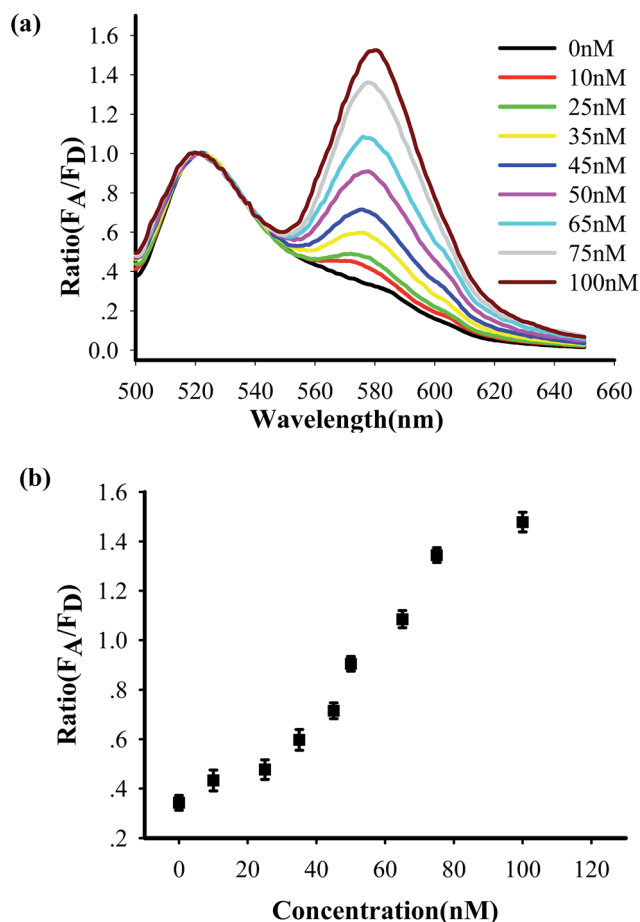 (a)
Ratio(FA/FD)
1.6
1.4
1.2
1.0
.8
.6
.4
.2
0.0
500 520 540 560 580 600 620 640 660
Wavelength(nm)
0nM
10nM
25nM
35nM
45nM
50nM
65nM
75nM
100nM
(b)
Ratio(FA/FD)
1.6
1.4
1.2
1.0
.8
.6
.4
.2
0 20 40 60 80 100 120
Concentration(nM)